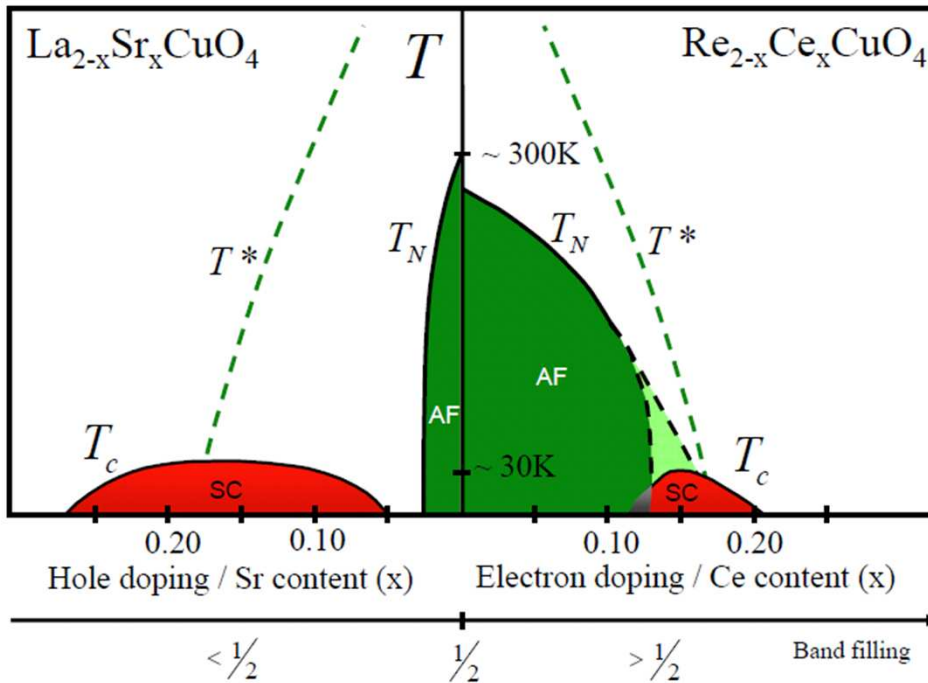 La2-xSrxCuO4
T
Re2-xCexCuO4
~ 300K
T*
TN
TN
T*
AF
AF
Tc
~ 30K
Tc
SC
SC
0.20 0.10 0.10 0.20
Hole doping / Sr content (x) Electron doping / Ce content (x)
< 1/2 1/2 > 1/2 Band filling